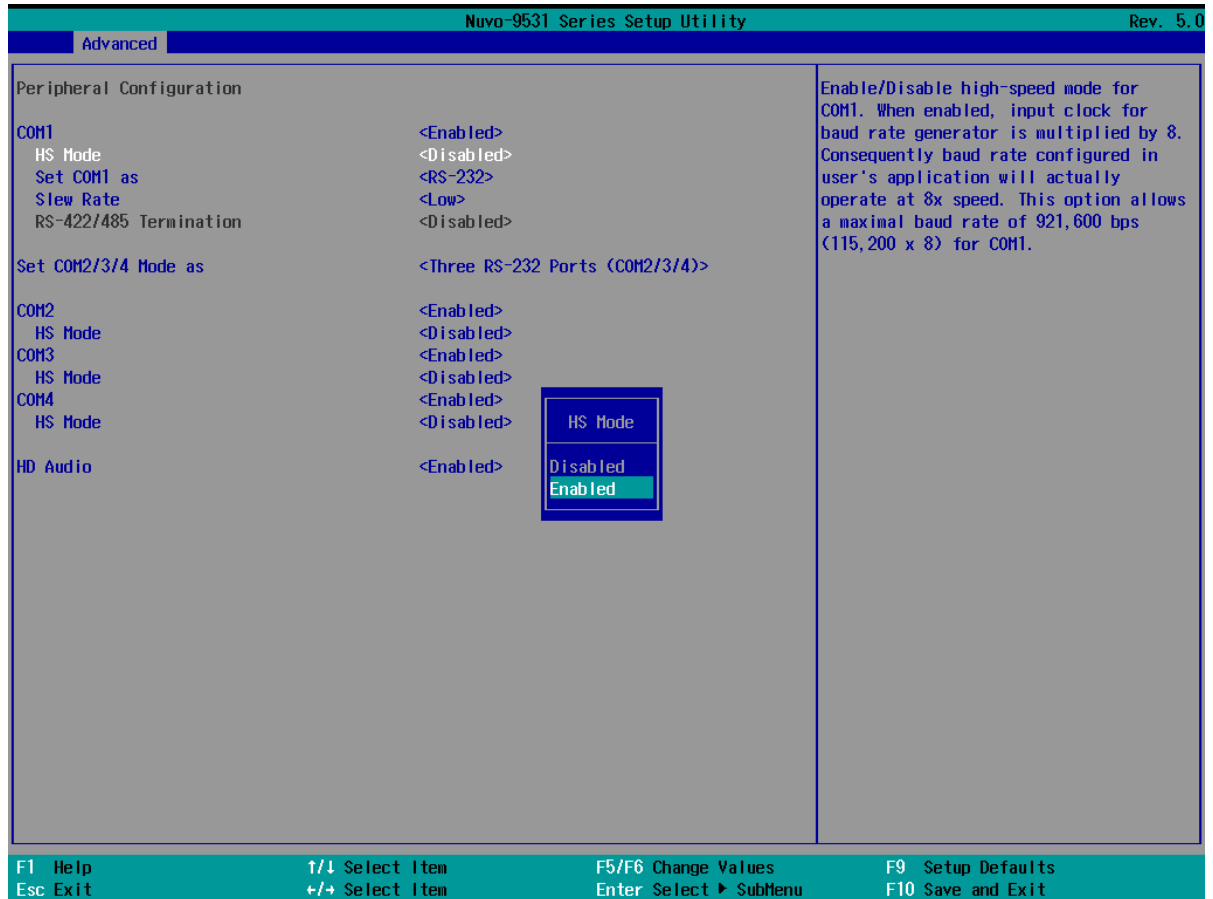 Nuvo-9531 Series Setup Utility Rev. 5.0
Advanced
Peripheral Configuration
COM1 <Enabled>
HS Mode <Disabled>
Set COM1 as <RS-232>
Slew Rate <Low>
RS-422/485 Termination <Disabled>
Set COM2/3/4 Mode as <Three RS-232 Ports (COM2/3/4)>
COM2 <Enabled>
HS Mode <Disabled>
COM3 <Enabled>
HS Mode <Disabled>
COM4 <Enabled>
HS Mode <Disabled>
HD Audio <Enabled>
HS Mode
Disabled
Enabled
Enable/Disable high-speed mode for
COM1. When enabled, input clock for
baud rate generator is multiplied by 8.
Consequently baud rate configured in
user's application will actually
operate at 8x speed. This option allows
a maximal baud rate of 921,600 bps
(115,200 x 8) for COM1.
F1 Help ↑/↓ Select Item F5/F6 Change Values F9 Setup Defaults
Esc Exit ←/→ Select Item Enter Select ▶ SubMenu F10 Save and Exit